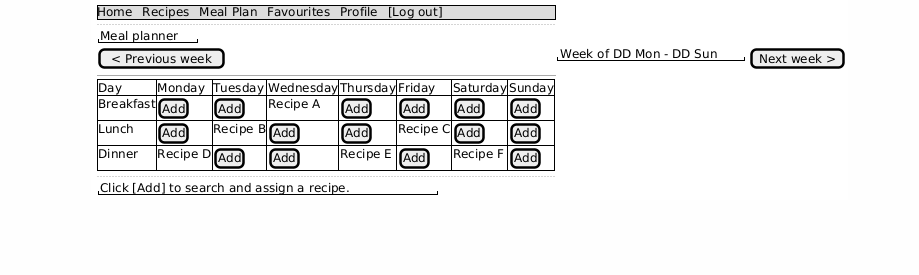 Home Recipes Meal Plan Favourites Profile [Log out]
Meal planner
< Previous week Week of DD Mon - DD Sun Next week >
Day Monday Tuesday Wednesday Thursday Friday Saturday Sunday
Breakfast Add Add Recipe A Add Add Add Add
Lunch Add Recipe B Add Add Recipe C Add Add
Dinner Recipe D Add Add Recipe E Add Recipe F Add
Click [Add] to search and assign a recipe.